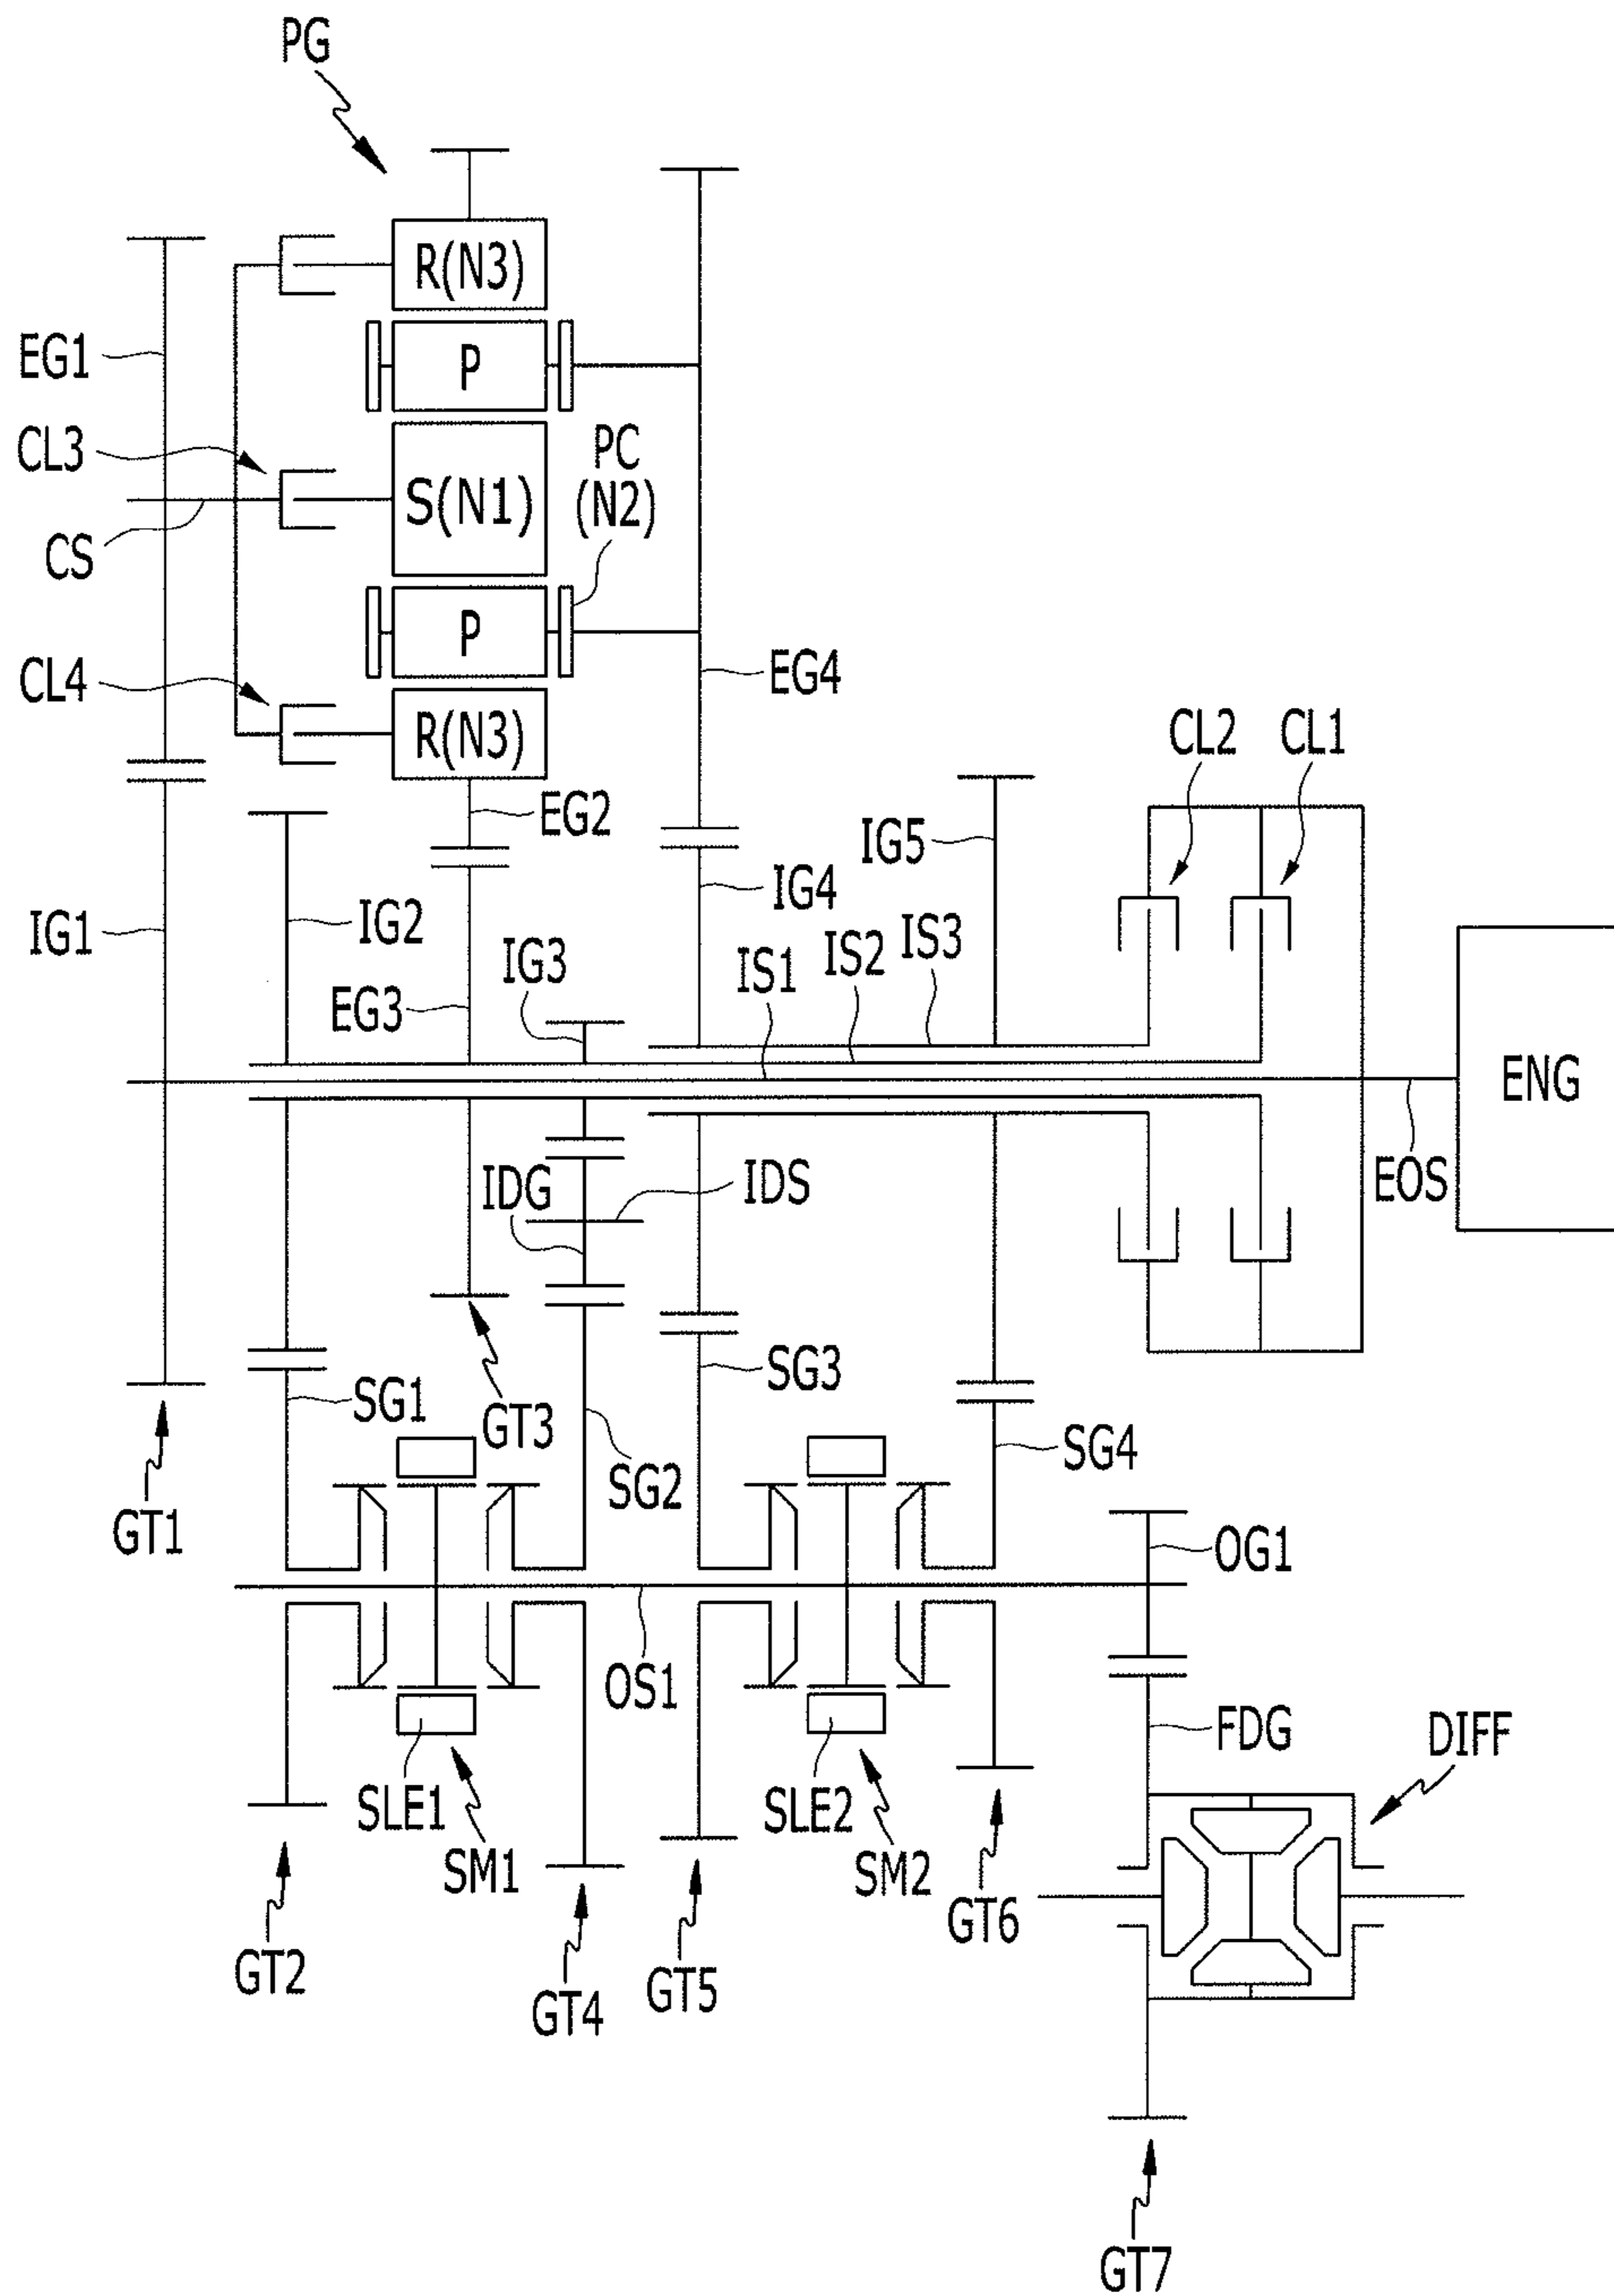 PG
R(N3)
EG1
P
CL3
PC
(N2)
S(N1)
CS
P
CL4
EG4
R(N3)
CL2
CL1
EG2
IG5
IG4
IG1
IG2
IG3
IS1
IS2
IS3
EG3
ENG
IDG
IDS
EOS
SG1
SG3
GT3
SG2
SG4
GT1
OG1
OS1
FDG
DIFF
SLE1
SLE2
SM1
SM2
GT6
GT2
GT4
GT5
GT7